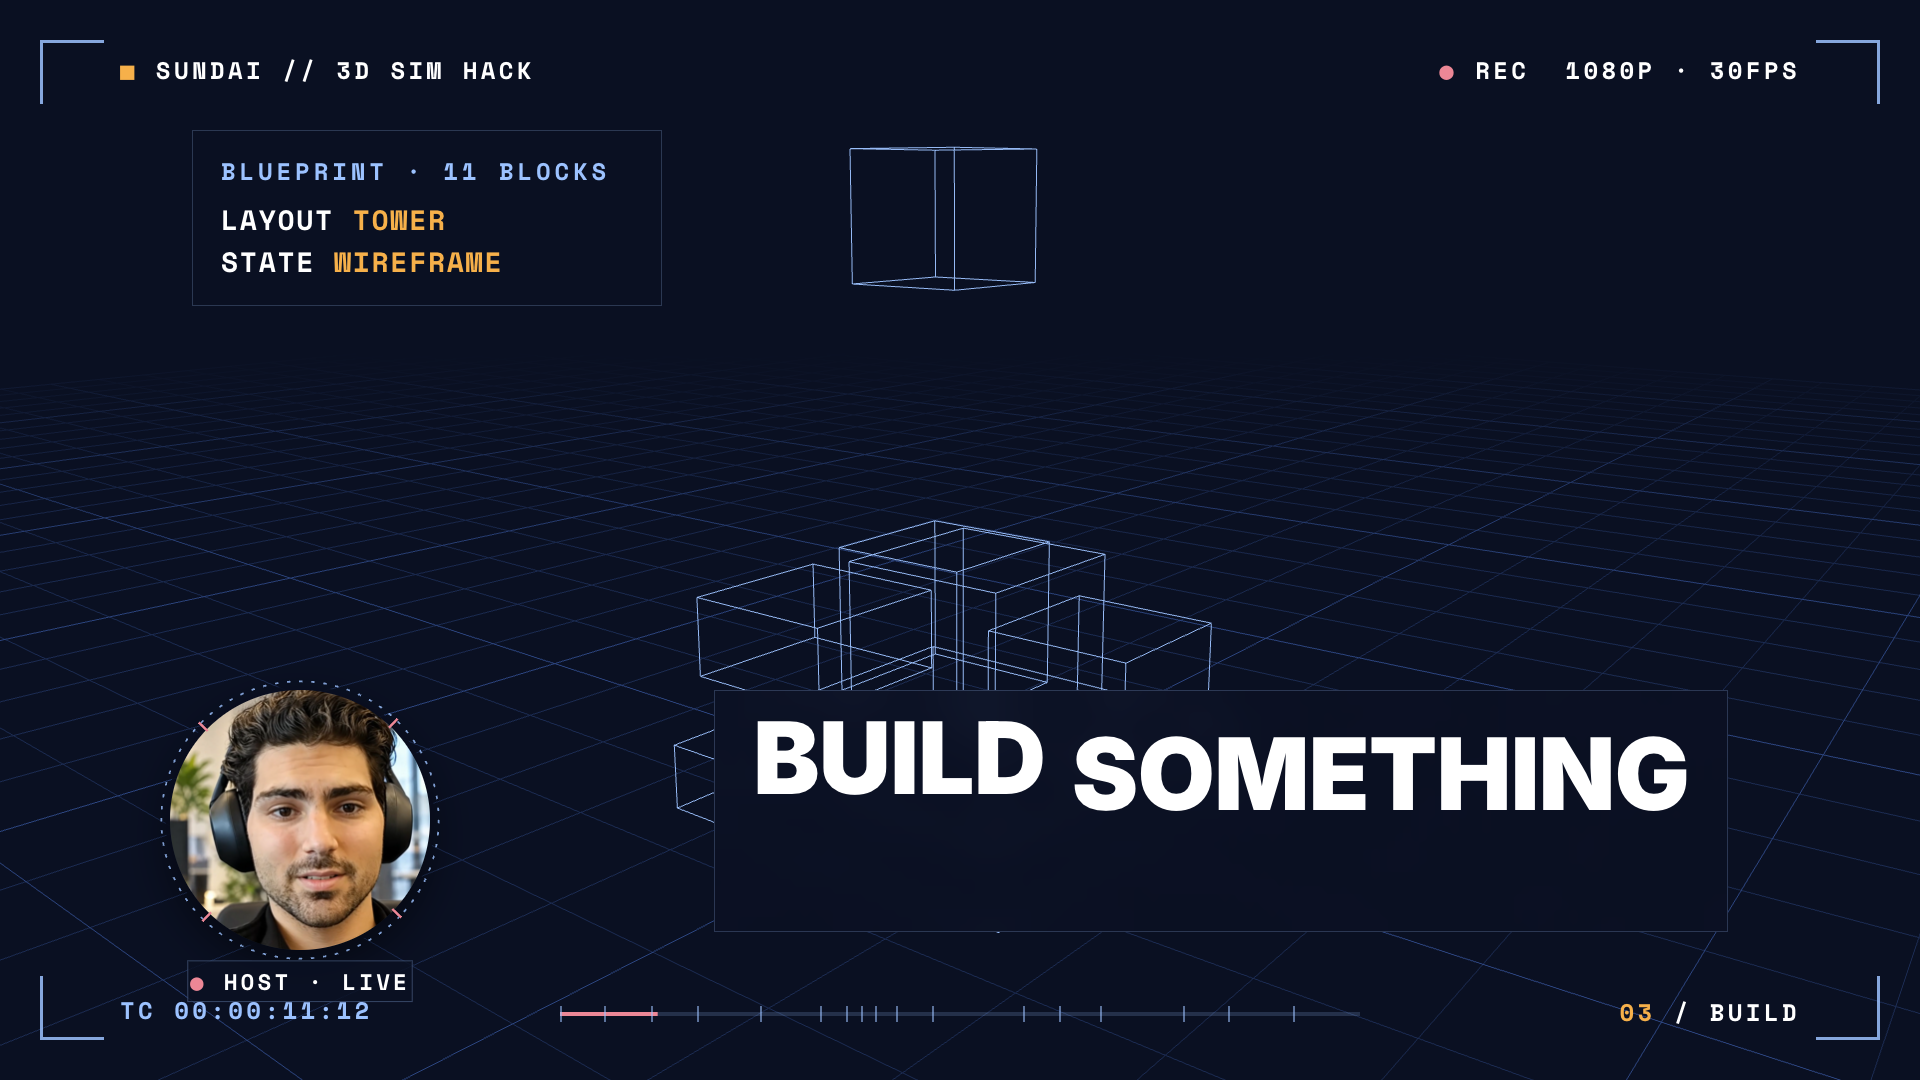 ■ SUNDAI // 3D SIM HACK
● REC 1080P · 30FPS
BLUEPRINT · 11 BLOCKS
LAYOUT TOWER
STATE WIREFRAME
BUILD SOMETHING
● HOST · LIVE
TC 00:00:11:12
03 / BUILD